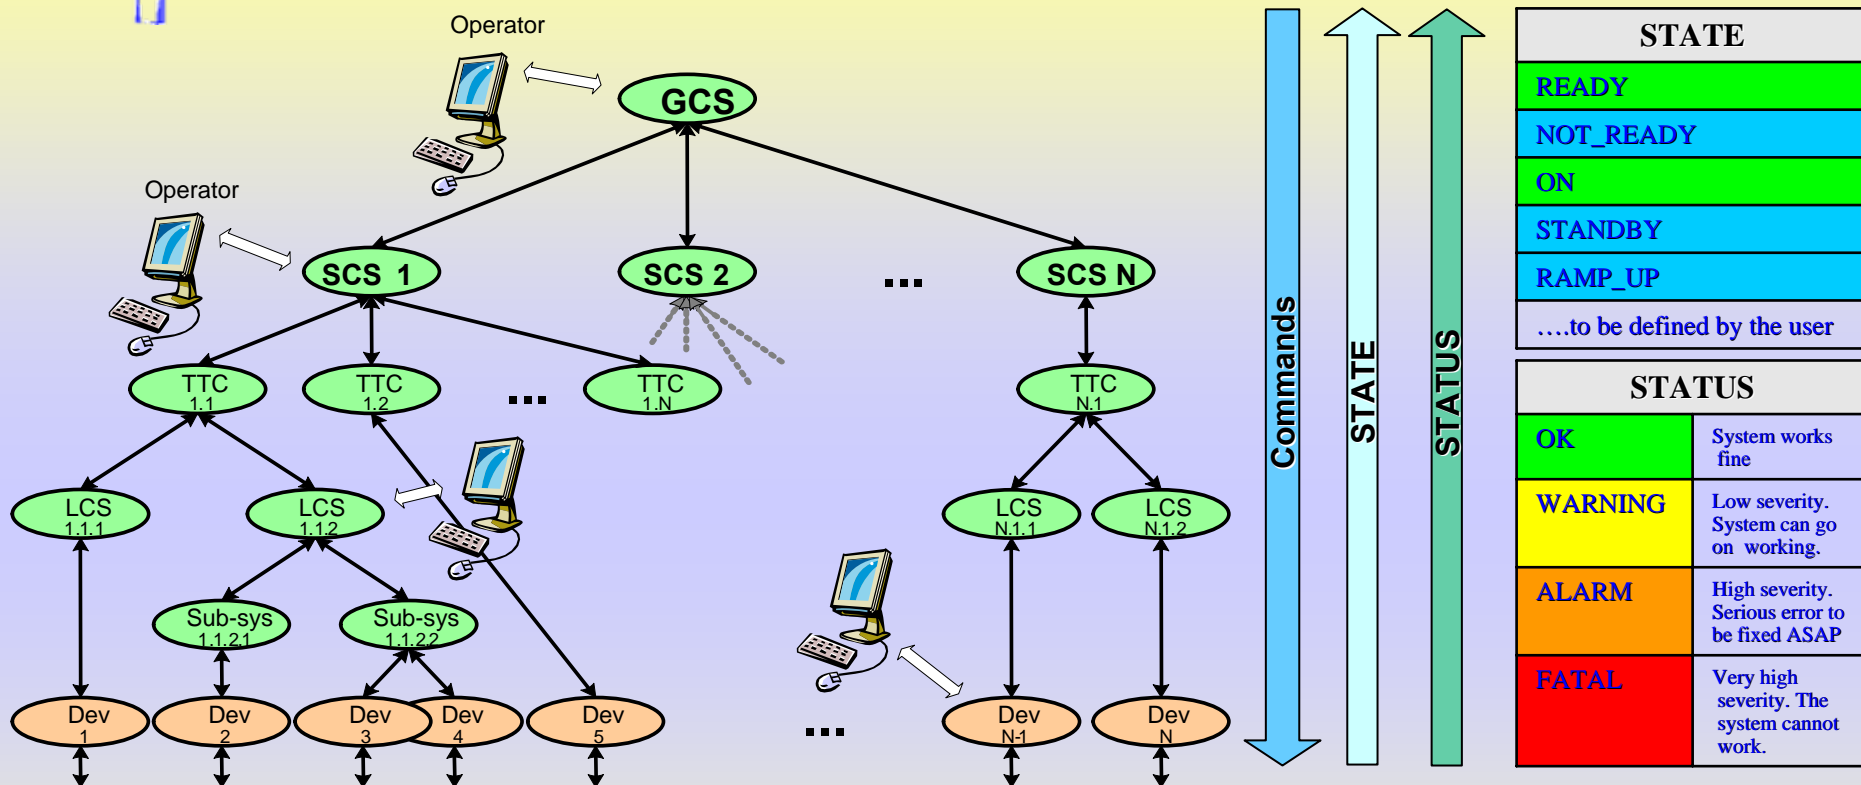 Operator
GCS
Operator
SCS 1
SCS 2
...
SCS N
TTC
1.1
TTC
1.2
...
TTC
1.N
TTC
N.1
LCS
1.1.1
LCS
1.1.2
LCS
N.1.1
LCS
N.1.2
Sub-sys
1.1.2.1
Sub-sys
1.1.2.2
Dev
1
Dev
2
Dev
3
Dev
4
Dev
5
...
Dev
N-1
Dev
N
Commands
STATE
STATUS
STATE
READY
NOT_READY
ON
STANDBY
RAMP_UP
....to be defined by the user
STATUS
OK
System works
fine
WARNING
Low severity.
System can go
on working.
ALARM
High severity.
Serious error to
be fixed ASAP
FATAL
Very high
severity. The
system cannot
work.